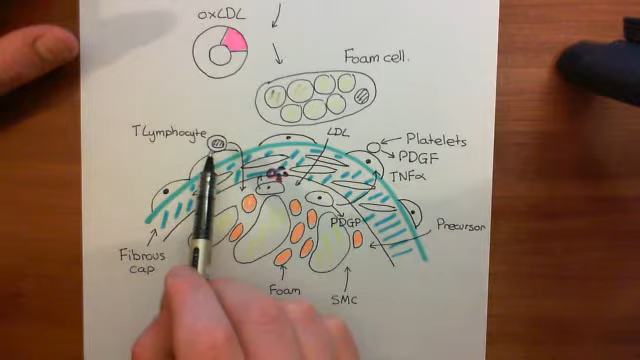 oxLDL
Foam cell.
T Lymphocyte
LDL
Platelets
PDGF
TNFα
PDGF
Precursor
Fibrous
cap
Foam
SMC